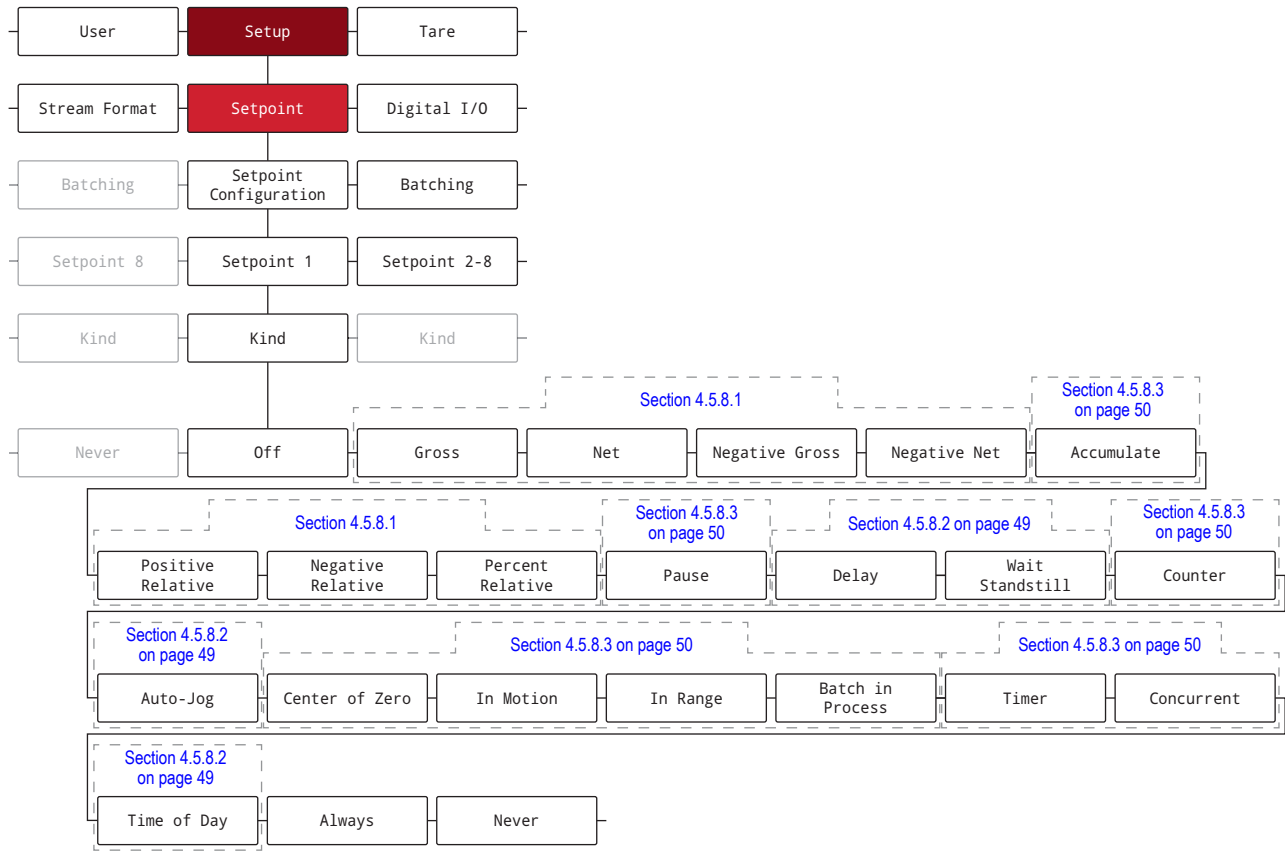 User
Setup
Tare
Stream Format
Setpoint
Digital I/O
Batching
Setpoint
Configuration
Batching
Setpoint 8
Setpoint 1
Setpoint 2-8
Kind
Kind
Kind
Section 4.5.8.1
Section 4.5.8.3
on page 50
Never
Off
Gross
Net
Negative Gross
Negative Net
Accumulate
Section 4.5.8.1
Section 4.5.8.3
on page 50
Section 4.5.8.2 on page 49
Section 4.5.8.3
on page 50
Positive
Relative
Negative
Relative
Percent
Relative
Pause
Delay
Wait
Standstill
Counter
Section 4.5.8.2
on page 49
Section 4.5.8.3 on page 50
Section 4.5.8.3 on page 50
Auto-Jog
Center of Zero
In Motion
In Range
Batch in
Process
Timer
Concurrent
Section 4.5.8.2
on page 49
Time of Day
Always
Never